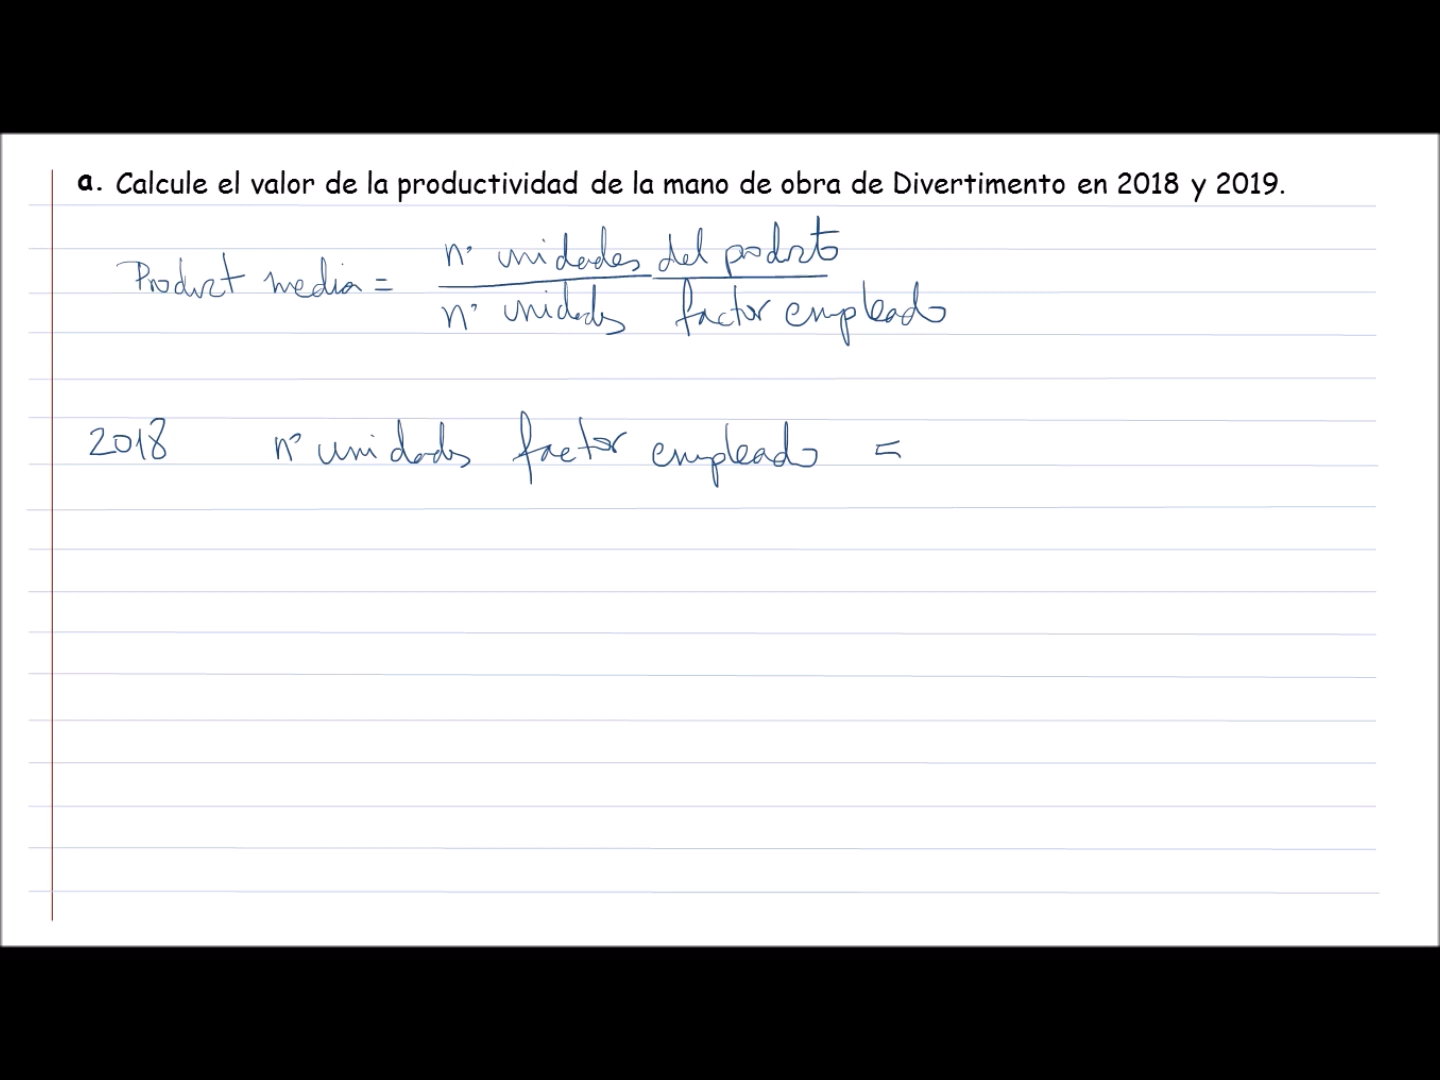 a. Calcule el valor de la productividad de la mano de obra de Divertimento en 2018 y 2019.
Product media = nº unidades del producto
nº unidades factor empleado
2018 nº unidades factor empleado =